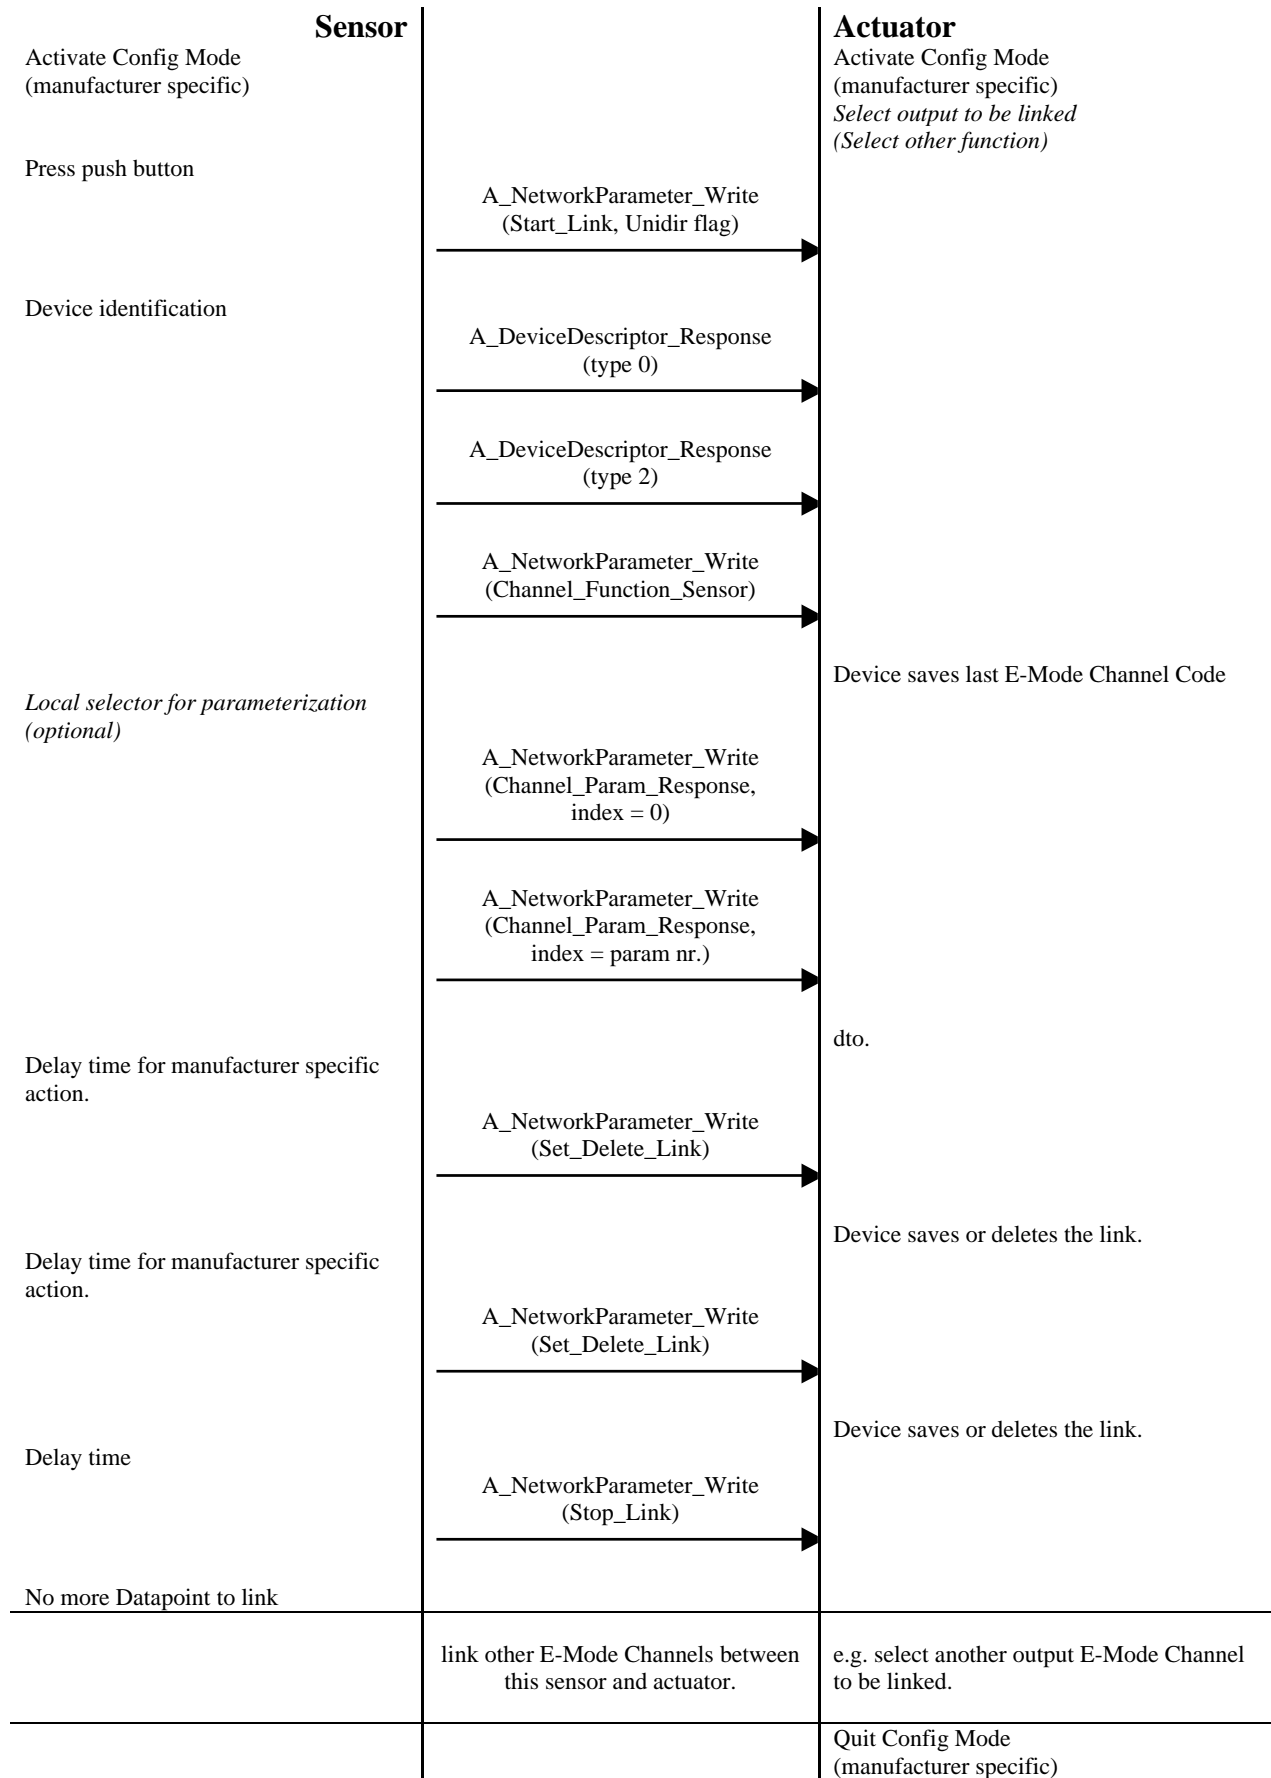 Sensor
Actuator
Activate Config Mode
(manufacturer specific)
Activate Config Mode
(manufacturer specific)
Select output to be linked
(Select other function)
Press push button
A_NetworkParameter_Write
(Start_Link, Unidir flag)
Device identification
A_DeviceDescriptor_Response
(type 0)
A_DeviceDescriptor_Response
(type 2)
A_NetworkParameter_Write
(Channel_Function_Sensor)
Device saves last E-Mode Channel Code
Local selector for parameterization
(optional)
A_NetworkParameter_Write
(Channel_Param_Response,
index = 0)
A_NetworkParameter_Write
(Channel_Param_Response,
index = param nr.)
dto.
Delay time for manufacturer specific
action.
A_NetworkParameter_Write
(Set_Delete_Link)
Device saves or deletes the link.
Delay time for manufacturer specific
action.
A_NetworkParameter_Write
(Set_Delete_Link)
Device saves or deletes the link.
Delay time
A_NetworkParameter_Write
(Stop_Link)
No more Datapoint to link
link other E-Mode Channels between
this sensor and actuator.
e.g. select another output E-Mode Channel
to be linked.
Quit Config Mode
(manufacturer specific)